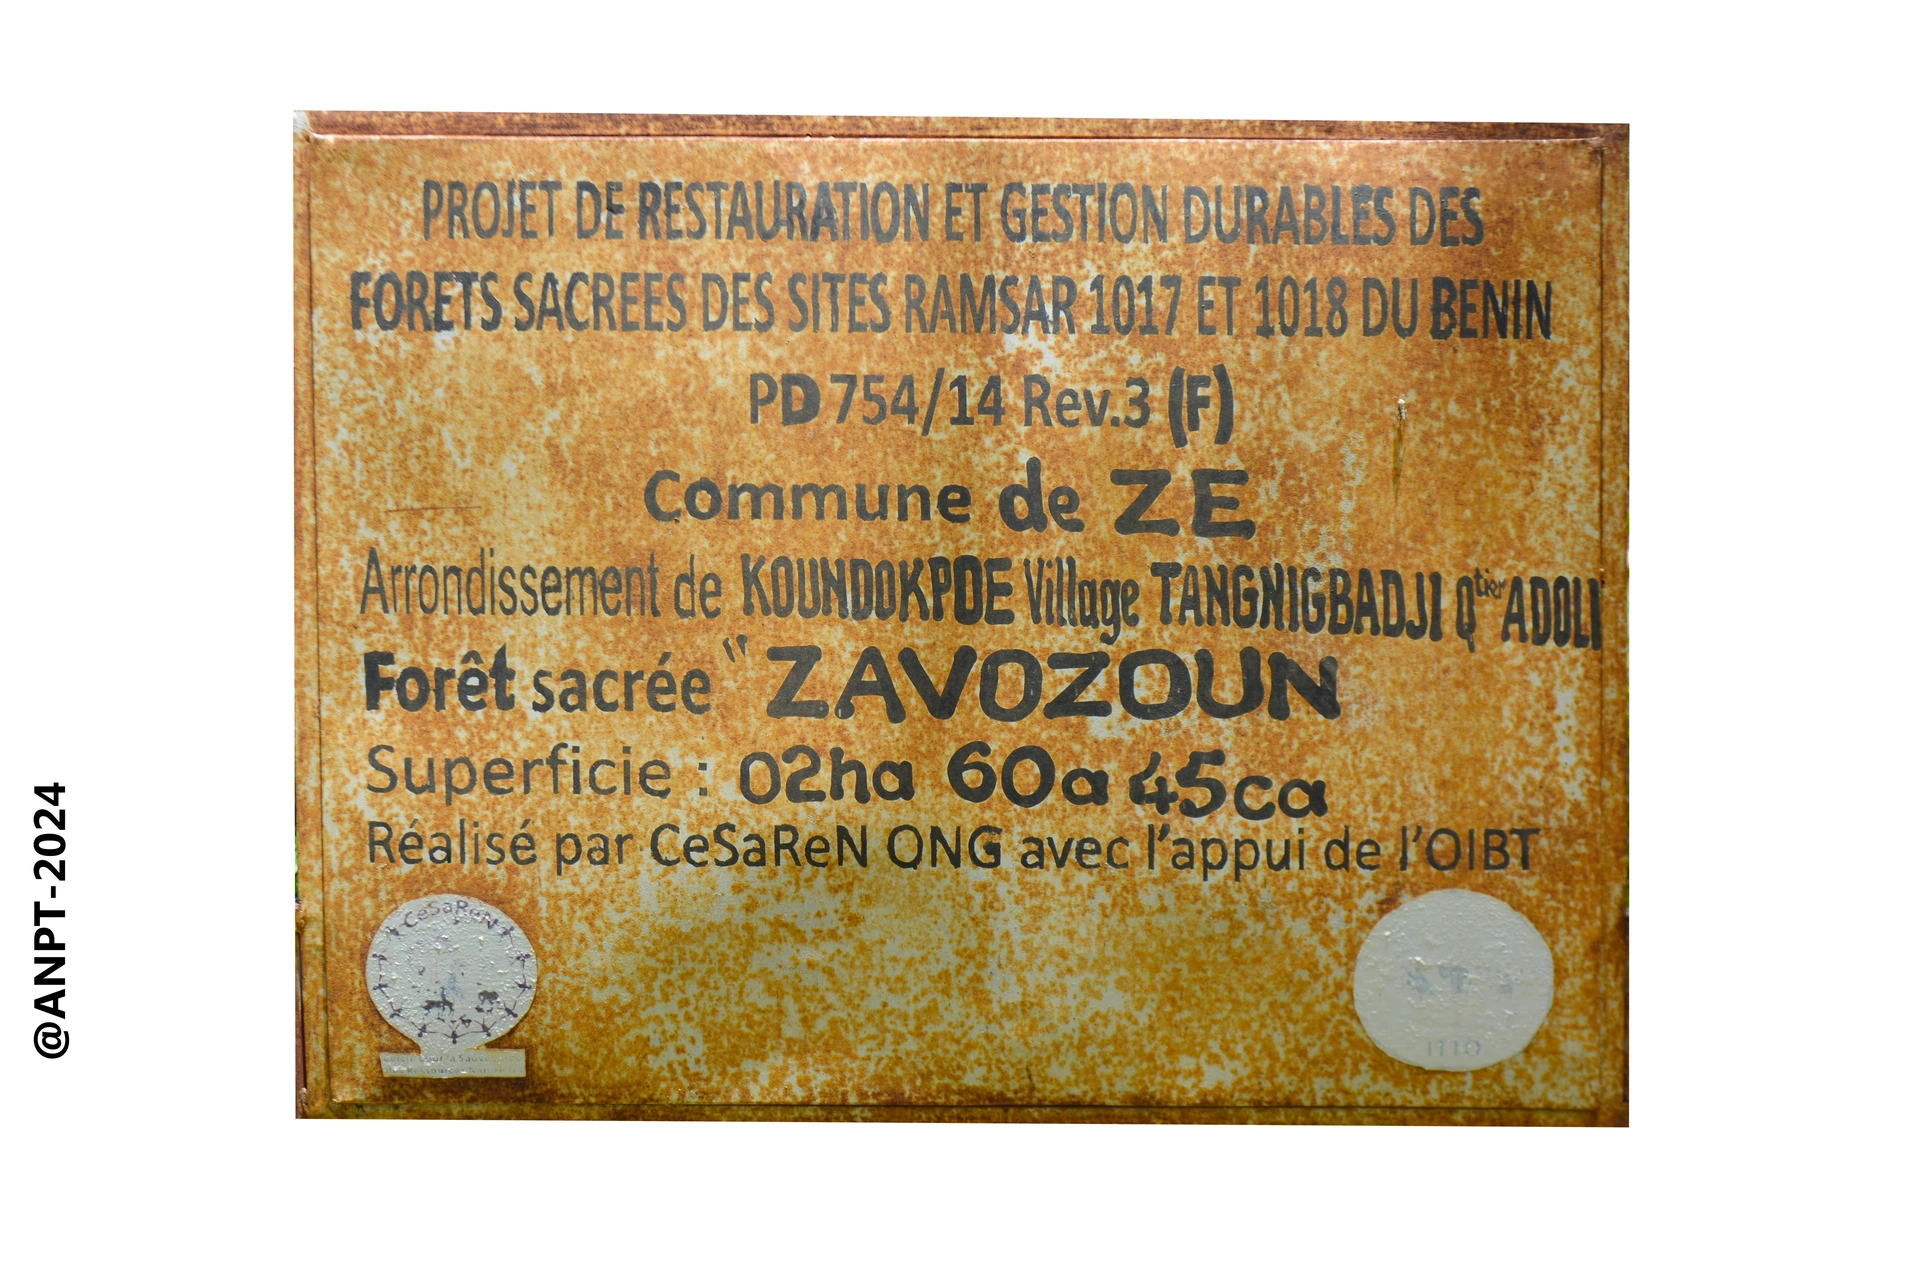 PROJET DE RESTAURATION ET GESTION DURABLES DES
FORETS SACREES DES SITES RAMSAR 1017 ET 1018 DU BENIN
PD 754/14 Rev.3 (F)
Commune de ZE
Arrondissement de KOUNDOKPOE Village TANGNIGBADJI Qtier ADOLI
Forêt sacrée "ZAVOZOUN
Superficie : 02ha 60a 45ca
Réalisé par CeSaReN ONG avec l'appui de l'OIBT
CeSaReN
@ANPT-2024